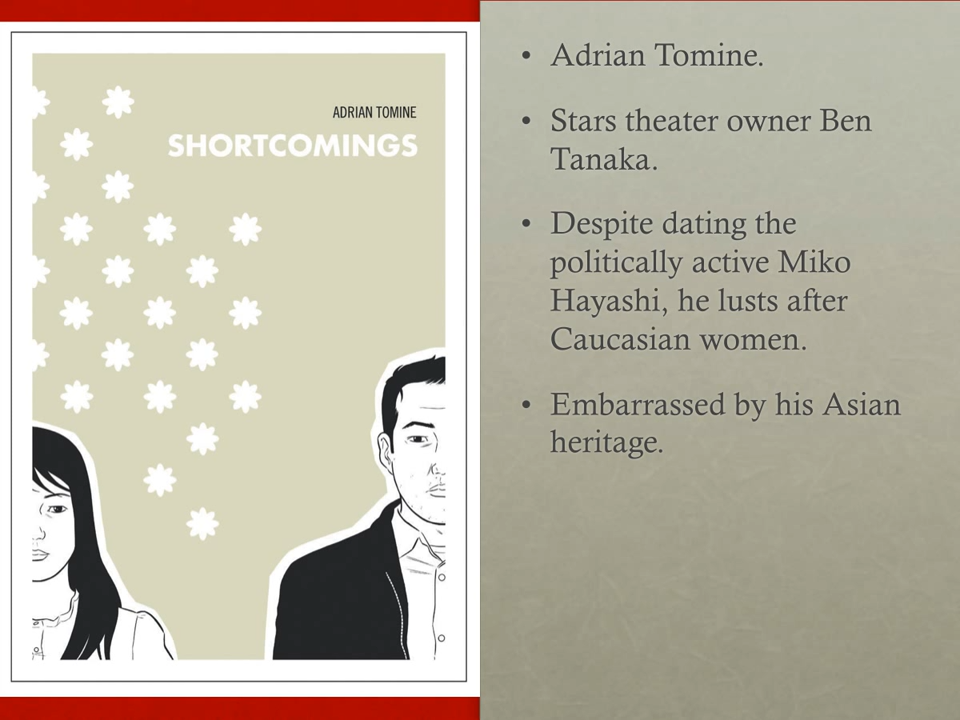 ADRIAN TOMINE
SHORTCOMINGS
• Adrian Tomine.
• Stars theater owner Ben
Tanaka.
• Despite dating the
politically active Miko
Hayashi, he lusts after
Caucasian women.
• Embarrassed by his Asian
heritage.